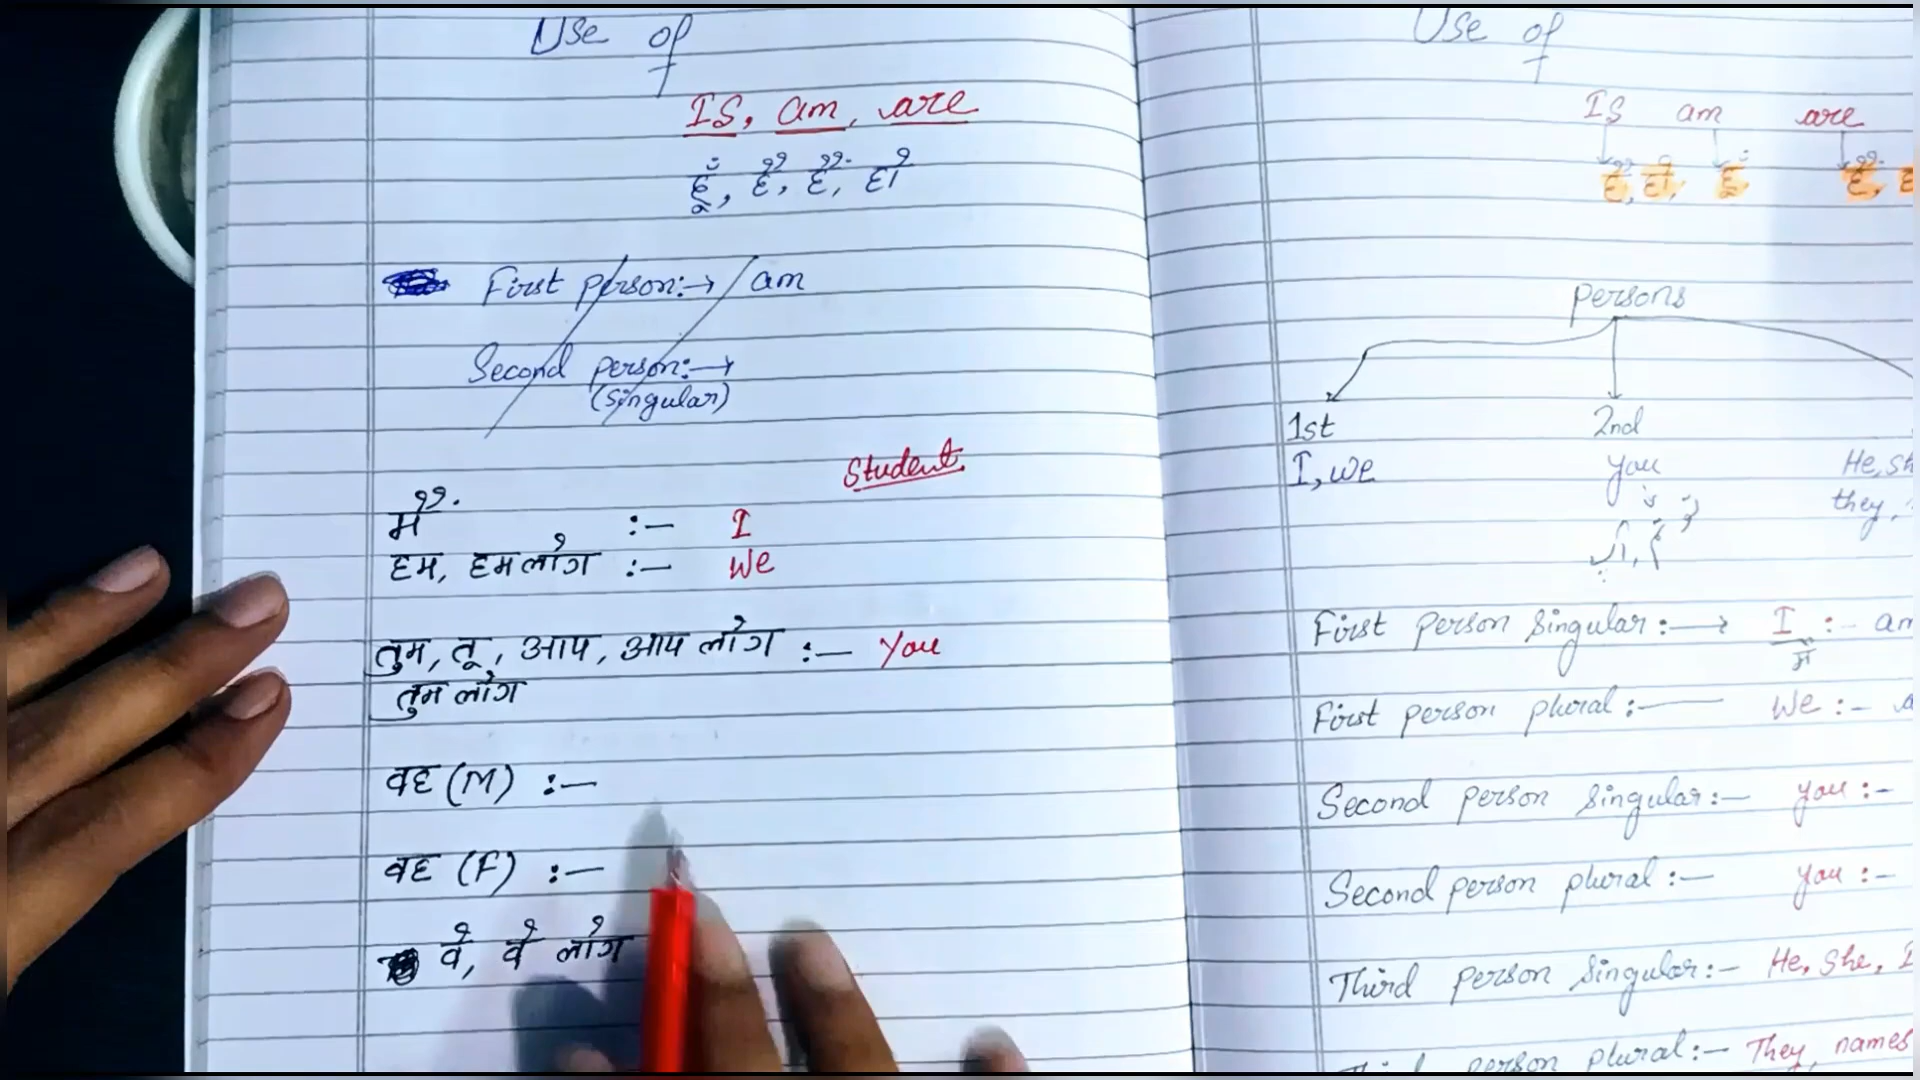 Use of
IS, am, are
हूँ, है, हैं, हो
First person:→ am
Second person:→
(Singular)
Student
मैं :- I
हम, हम लोग :- We
तुम, तू, आप, आप लोग :- You
तुम लोग
वह (M) :-
वह (F) :-
वे, वे लोग
Use of
IS am are
है, हो, हूँ हैं,
persons
1st 2nd
I, we You He, sh
they,
First person Singular:→ I :- am
मैं
First person plural:- We :- a
Second person Singular:- You :-
Second person plural:- You :-
Third person Singular:- He, She, I
person plural:- They, names